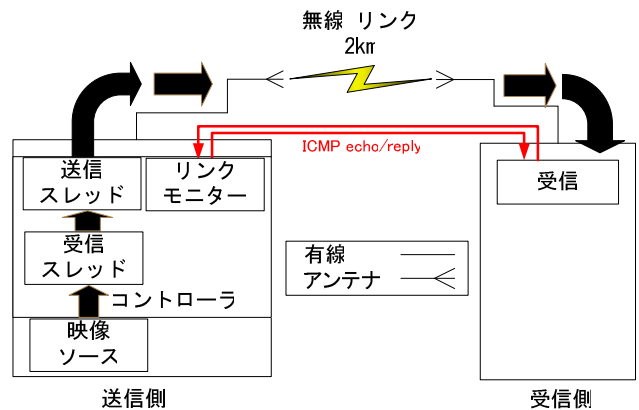 無線 リンク
2km
ICMP echo/reply
送信
スレッド
リンク
モニター
受信
受信
スレッド
有線
アンテナ
コントローラ
映像
ソース
送信側
受信側